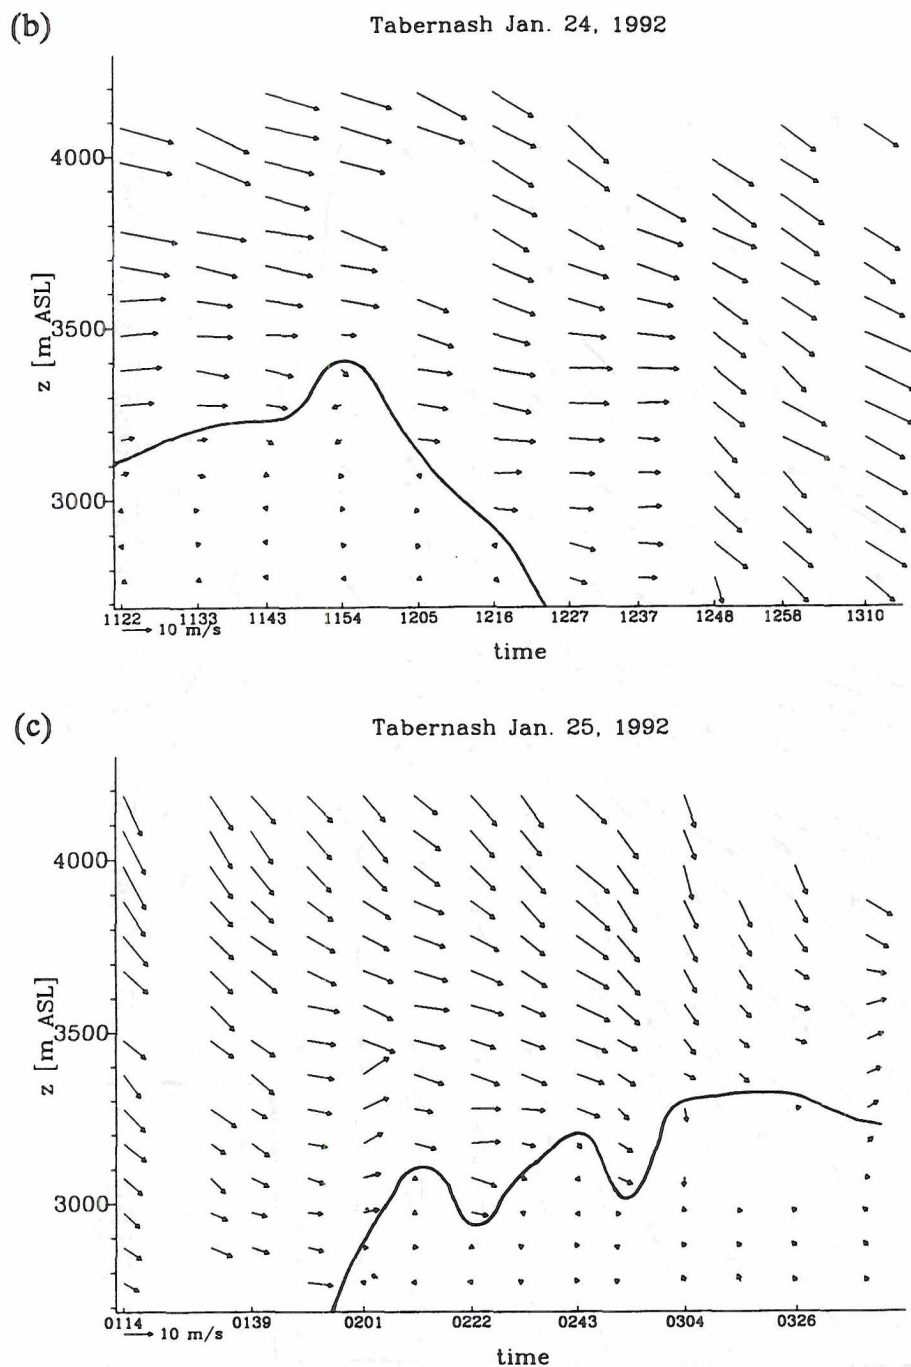 (b)
Tabernash Jan. 24, 1992
4000
3500
3000
z [m ASL]
1122 1133 1143 1154 1205 1216 1227 1237 1248 1258 1310
10 m/s
time
(c)
Tabernash Jan. 25, 1992
4000
3500
3000
z [m ASL]
0114 0139 0201 0222 0243 0304 0326
10 m/s
time